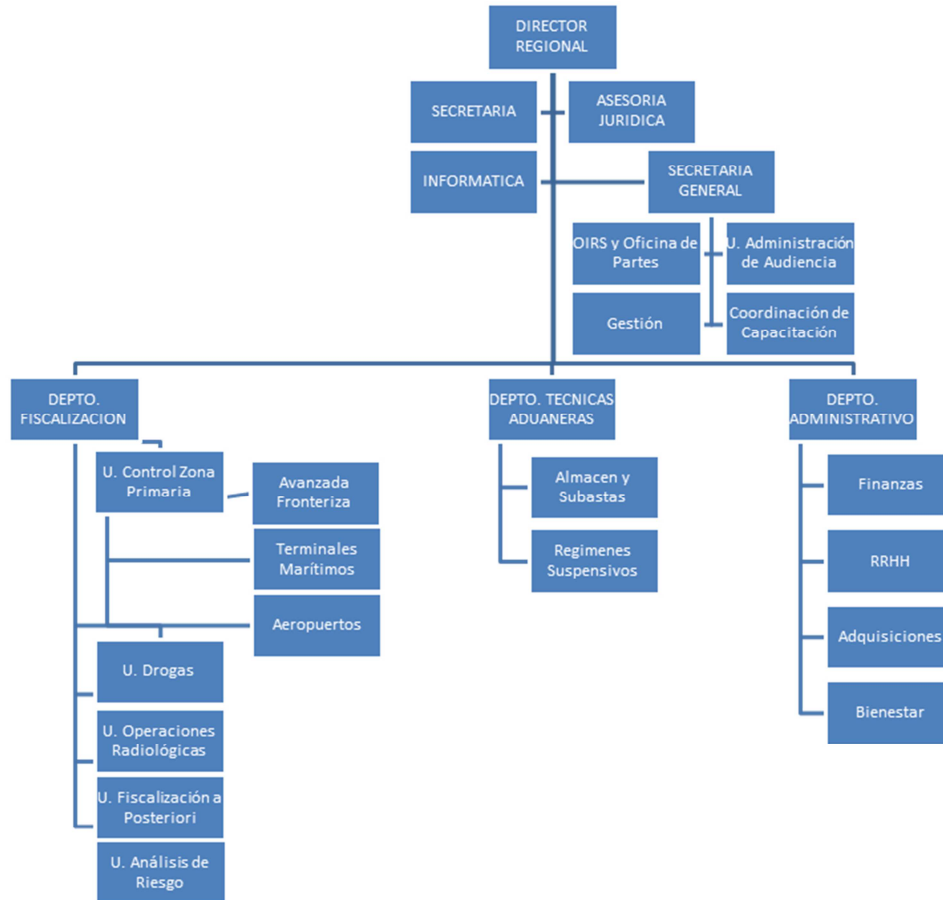 DIRECTOR
REGIONAL
SECRETARIA
ASESORIA
JURIDICA
INFORMATICA
SECRETARIA
GENERAL
OIRS y Oficina de
Partes
U. Administración
de Audiencia
Gestión
Coordinación de
Capacitación
DEPTO.
FISCALIZACION
U. Control Zona
Primaria
Avanzada
Fronteriza
Terminales
Marítimos
Aeropuertos
U. Drogas
U. Operaciones
Radiológicas
U. Fiscalización a
Posteriori
U. Análisis de
Riesgo
DEPTO. TECNICAS
ADUANERAS
Almacen y
Subastas
Regimenes
Suspensivos
DEPTO.
ADMINISTRATIVO
Finanzas
RRHH
Adquisiciones
Bienestar